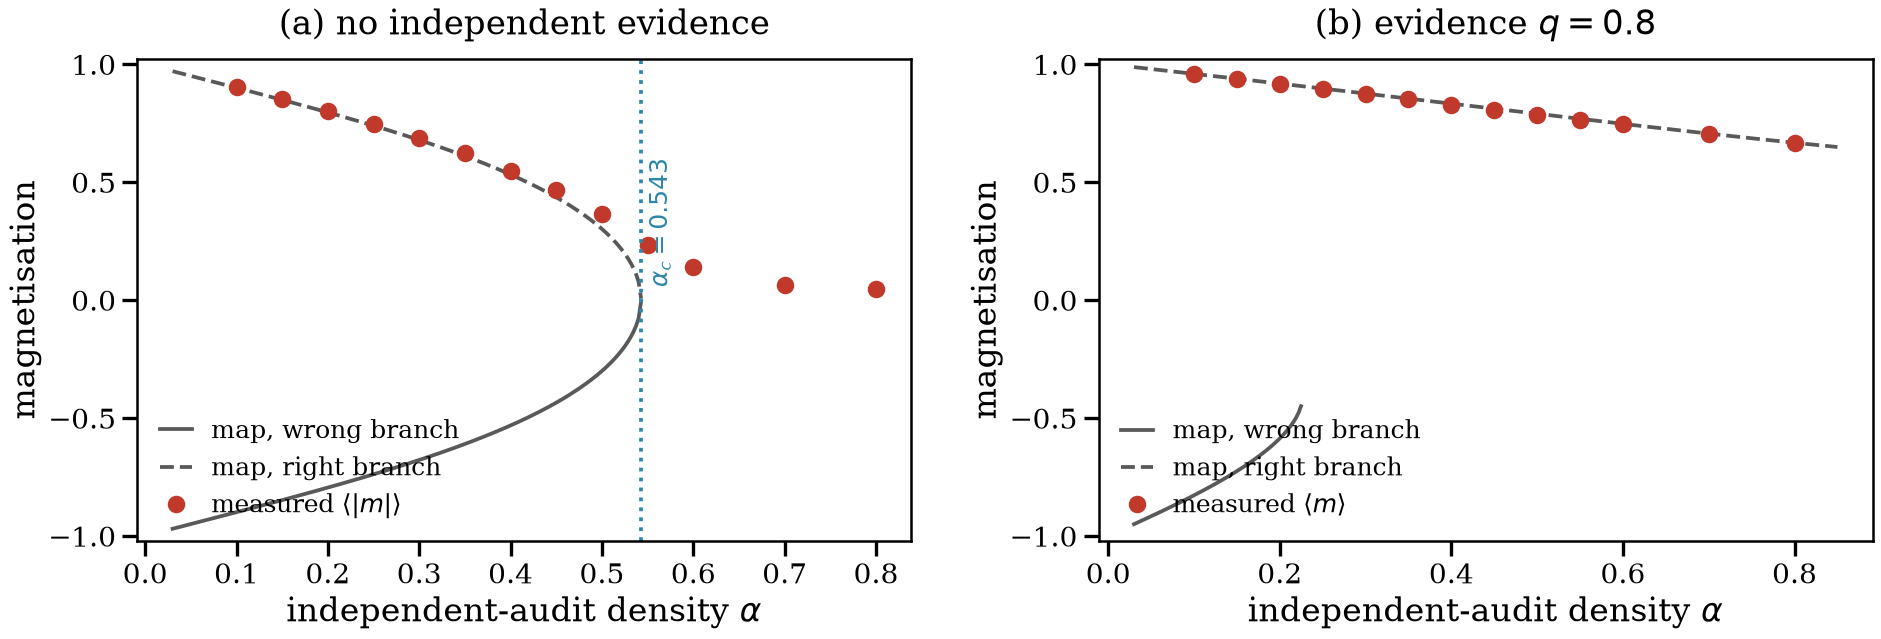 (a) no independent evidence
magnetisation
1.0
0.5
0.0
−0.5
−1.0
α_c = 0.543
map, wrong branch
map, right branch
measured ⟨|m|⟩
0.0 0.1 0.2 0.3 0.4 0.5 0.6 0.7 0.8
independent-audit density α
(b) evidence q = 0.8
magnetisation
1.0
0.5
0.0
−0.5
−1.0
map, wrong branch
map, right branch
measured ⟨m⟩
0.0 0.2 0.4 0.6 0.8
independent-audit density α